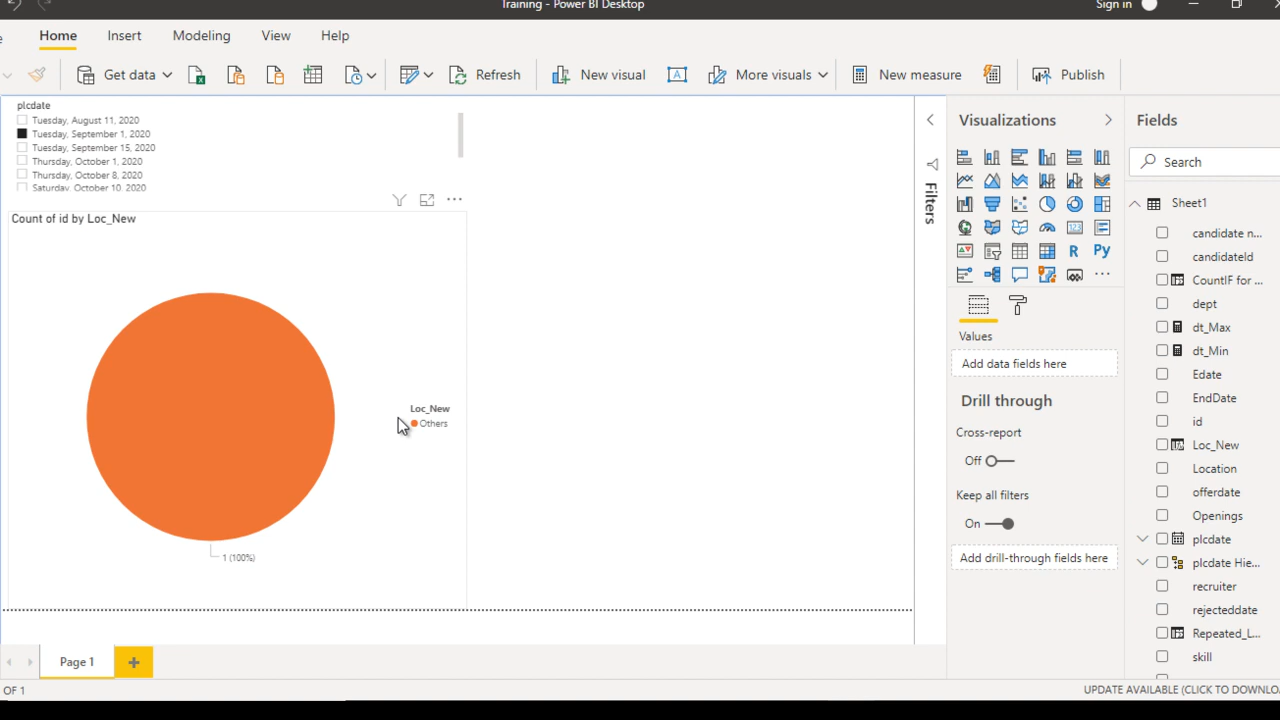 Training - Power BI Desktop
Sign in
Home
Insert
Modeling
View
Help
Get data
Refresh
New visual
More visuals
New measure
Publish
plcdate
Tuesday, August 11, 2020
Tuesday, September 1, 2020
Tuesday, September 15, 2020
Thursday, October 1, 2020
Thursday, October 8, 2020
Saturday, October 10, 2020
Count of id by Loc_New
Loc_New
Others
1 (100%)
Filters
Visualizations
R
Py
Values
Add data fields here
Drill through
Cross-report
Off
Keep all filters
On
Add drill-through fields here
Fields
Search
Sheet1
candidate n...
candidateId
CountIF for ...
dept
dt_Max
dt_Min
Edate
EndDate
id
Loc_New
Location
offerdate
Openings
plcdate
plcdate Hie...
recruiter
rejecteddate
Repeated_L...
skill
Page 1
OF 1
UPDATE AVAILABLE (CLICK TO DOWNLO